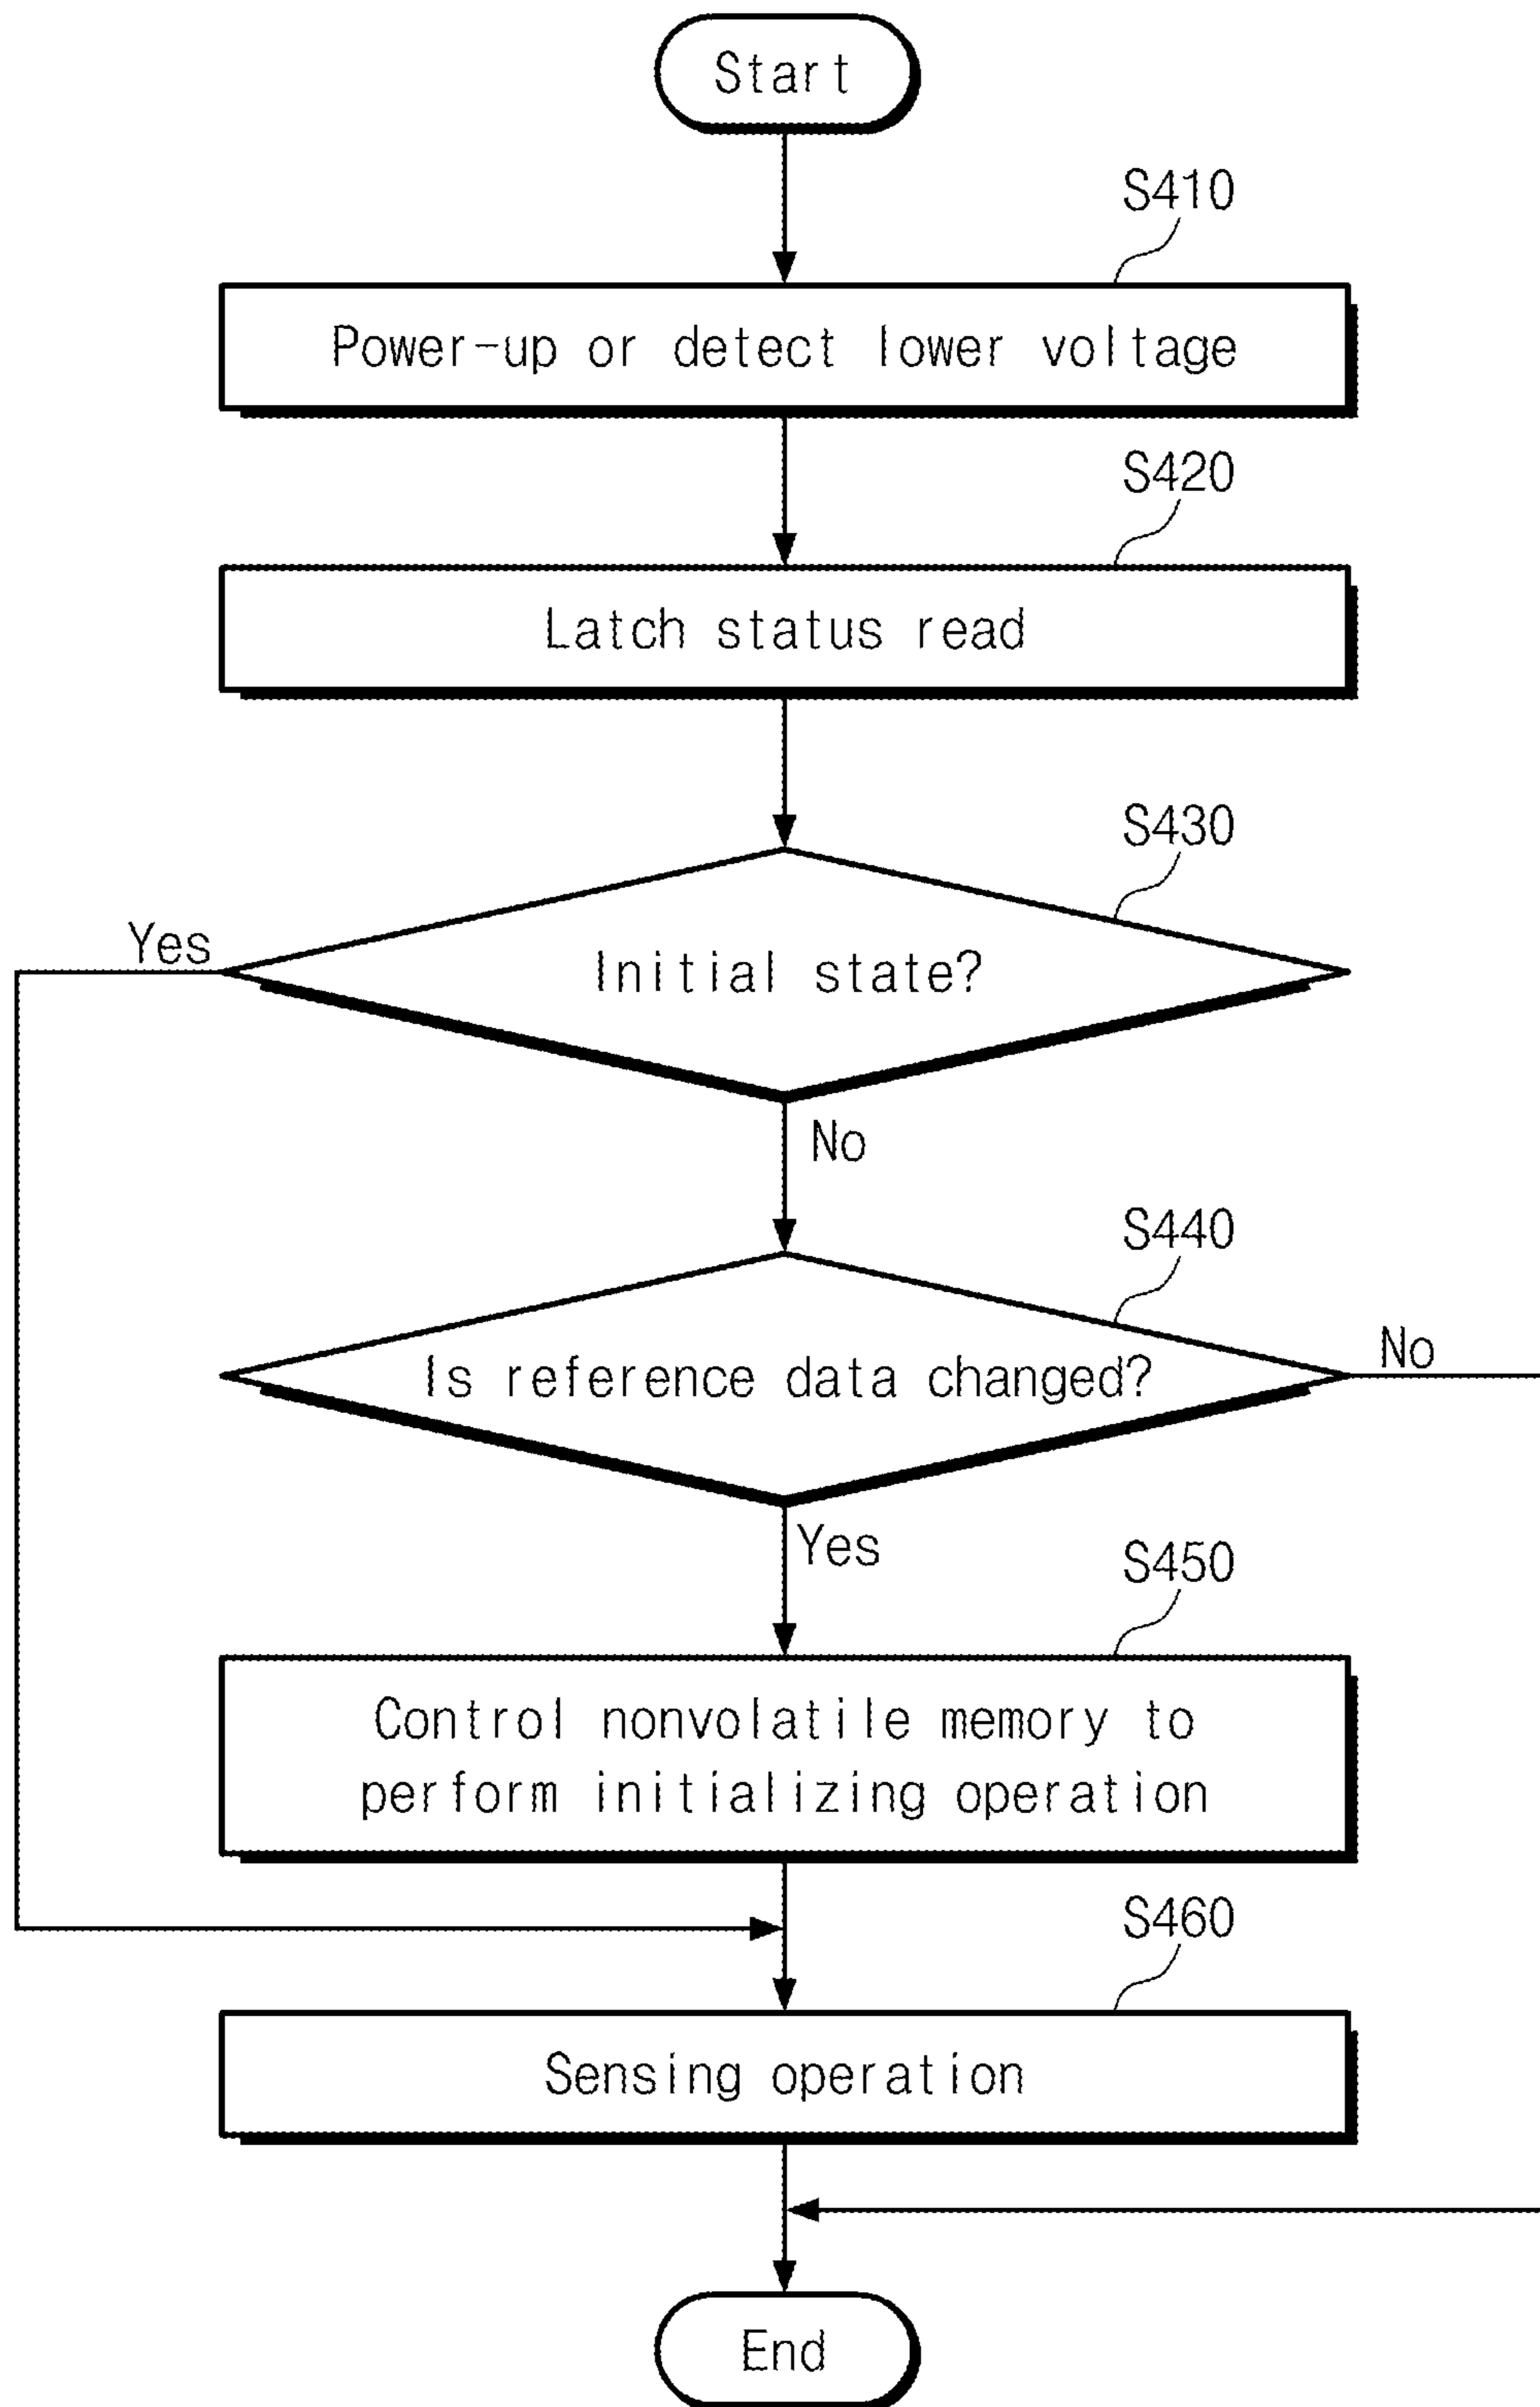 Start
S410
Power-up or detect lower voltage
S420
Latch status read
S430
Yes
Initial state?
No
S440
No
Is reference data changed?
Yes
S450
Control nonvolatile memory to
perform initializing operation
S460
Sensing operation
End